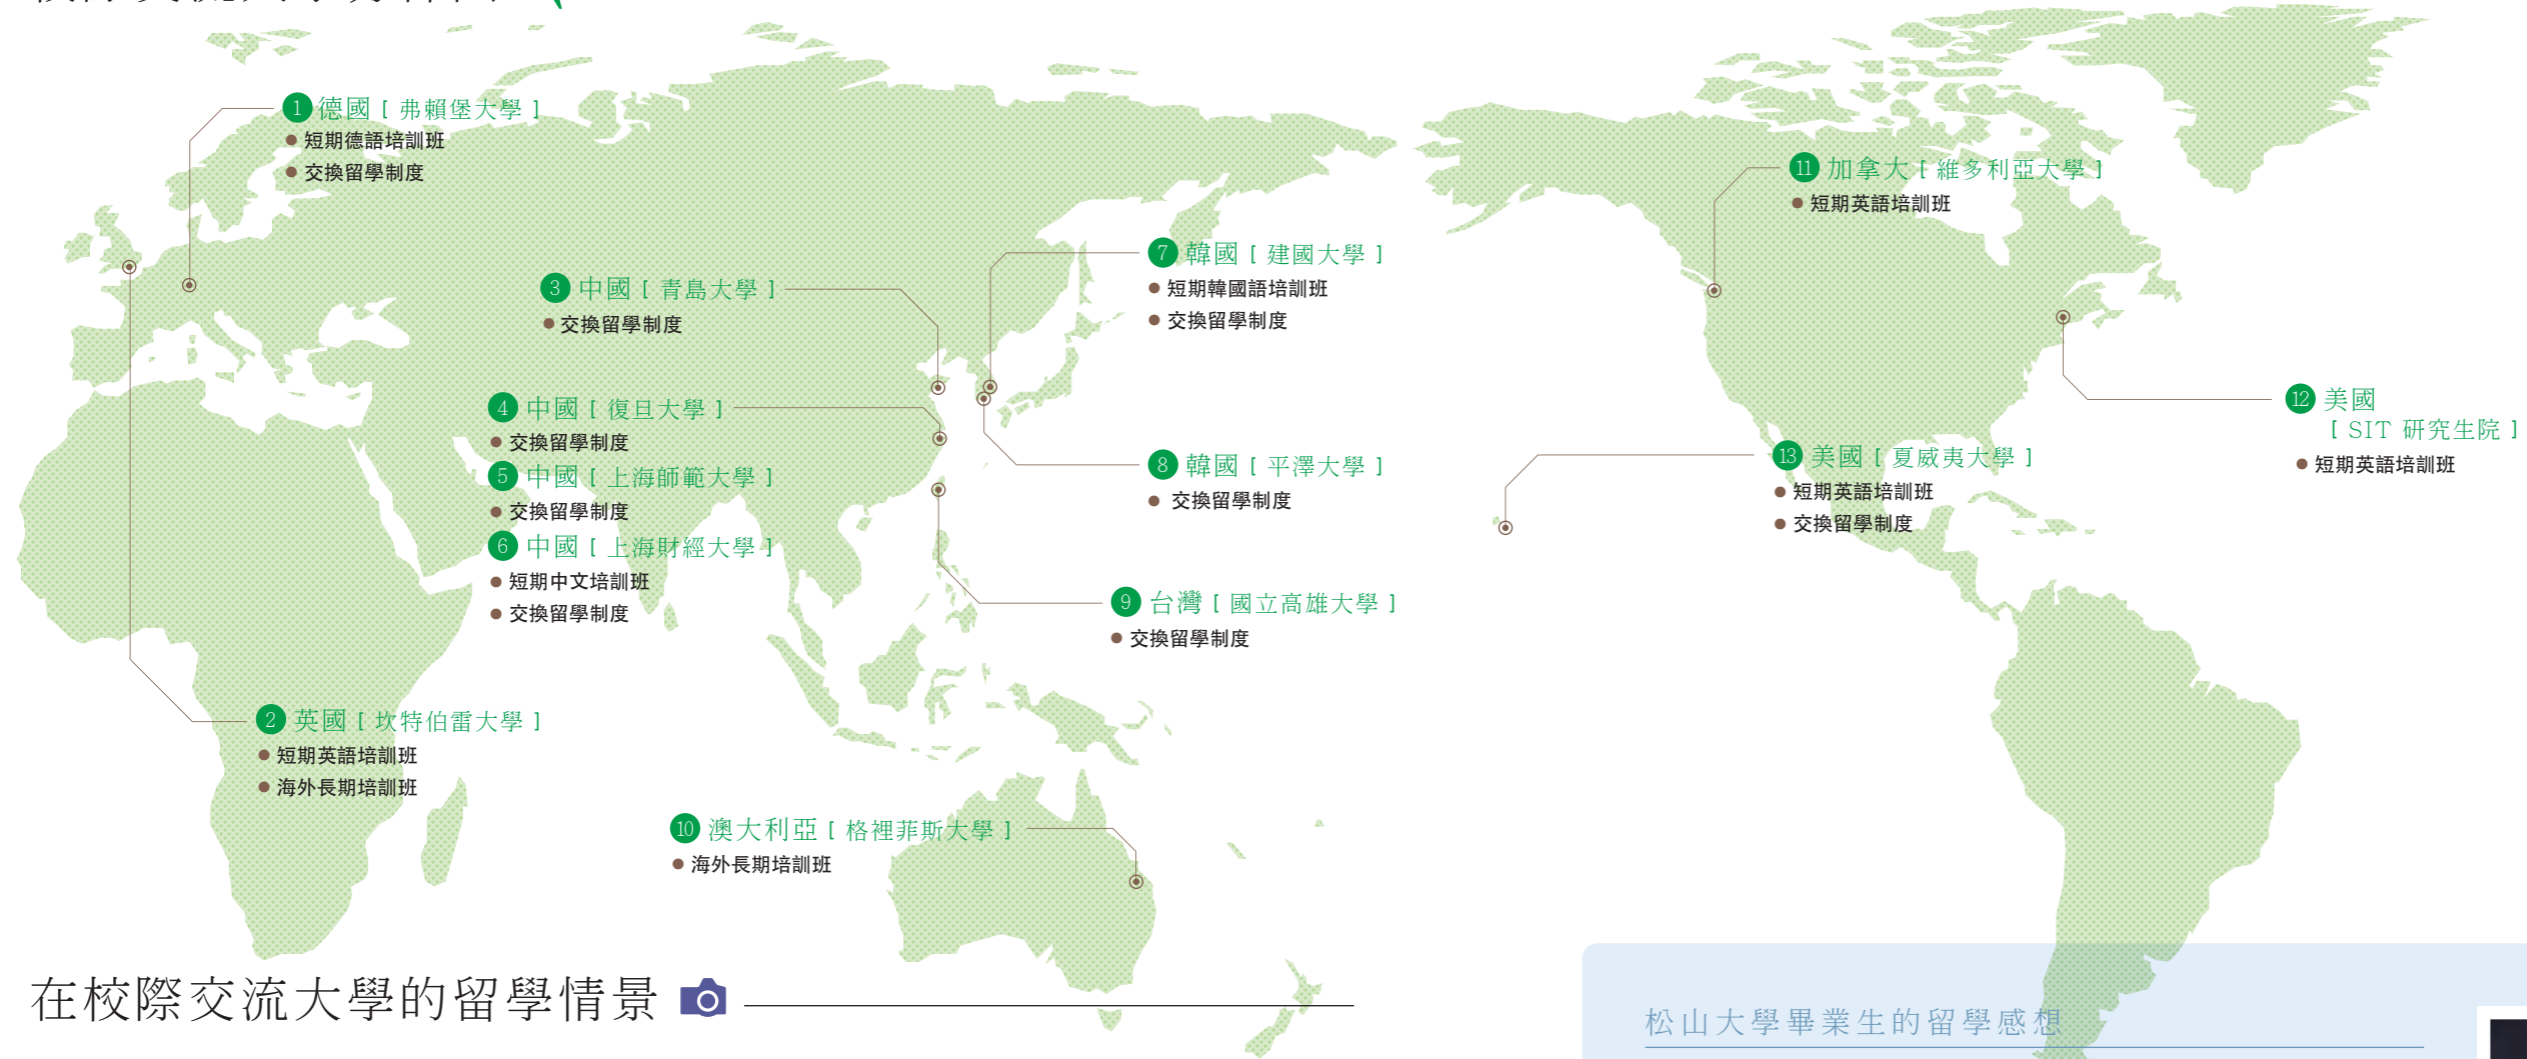 1 德國 [ 弗賴堡大學 ]
● 短期德語培訓班
● 交換留學制度
2 英國 [ 坎特伯雷大學 ]
● 短期英語培訓班
● 海外長期培訓班
3 中國 [ 青島大學 ]
● 交換留學制度
4 中國 [ 復旦大學 ]
● 交換留學制度
5 中國 [ 上海師範大學 ]
● 交換留學制度
6 中國 [ 上海財經大學 ]
● 短期中文培訓班
● 交換留學制度
7 韓國 [ 建國大學 ]
● 短期韓國語培訓班
● 交換留學制度
8 韓國 [ 平澤大學 ]
● 交換留學制度
9 台灣 [ 國立高雄大學 ]
● 交換留學制度
10 澳大利亞 [ 格裡菲斯大學 ]
● 海外長期培訓班
11 加拿大 [ 維多利亞大學 ]
● 短期英語培訓班
12 美國
[ SIT 研究生院 ]
● 短期英語培訓班
13 美國 [ 夏威夷大學 ]
● 短期英語培訓班
● 交換留學制度
在校際交流大學的留學情景
松山大學畢業生的留學感想